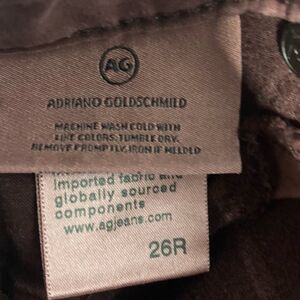 AG
ADRIANO GOLDSCHMIED
MACHINE WASH COLD WITH
LIKE COLORS. TUMBLE DRY.
REMOVE PROMPTLY. IRON IF NEEDED
Imported fabric and
globally sourced
components
www.agjeans.com
26R